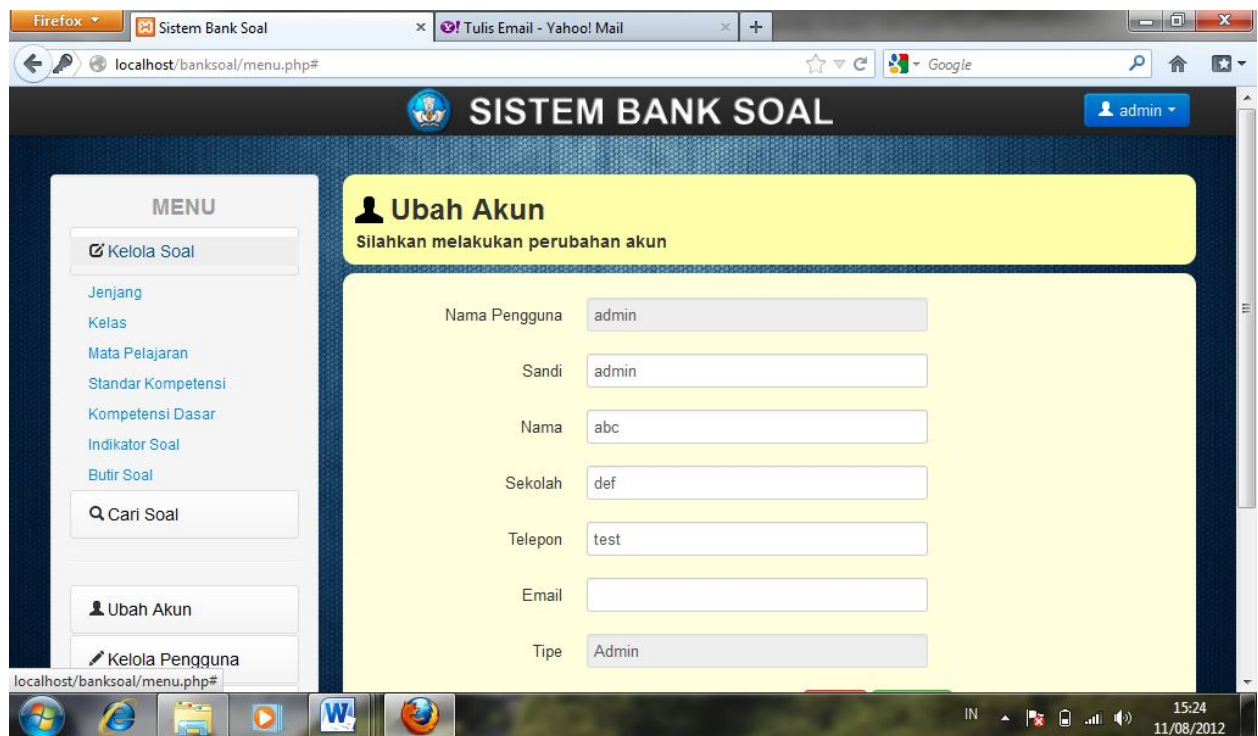 Firefox
Sistem Bank Soal
Y! Tulis Email - Yahoo! Mail
localhost/banksoal/menu.php#
Google
SISTEM BANK SOAL
admin
MENU
Kelola Soal
Jenjang
Kelas
Mata Pelajaran
Standar Kompetensi
Kompetensi Dasar
Indikator Soal
Butir Soal
Cari Soal
Ubah Akun
Kelola Pengguna
Ubah Akun
Silahkan melakukan perubahan akun
Nama Pengguna admin
Sandi admin
Nama abc
Sekolah def
Telepon test
Email
Tipe Admin
localhost/banksoal/menu.php#
IN
15:24
11/08/2012